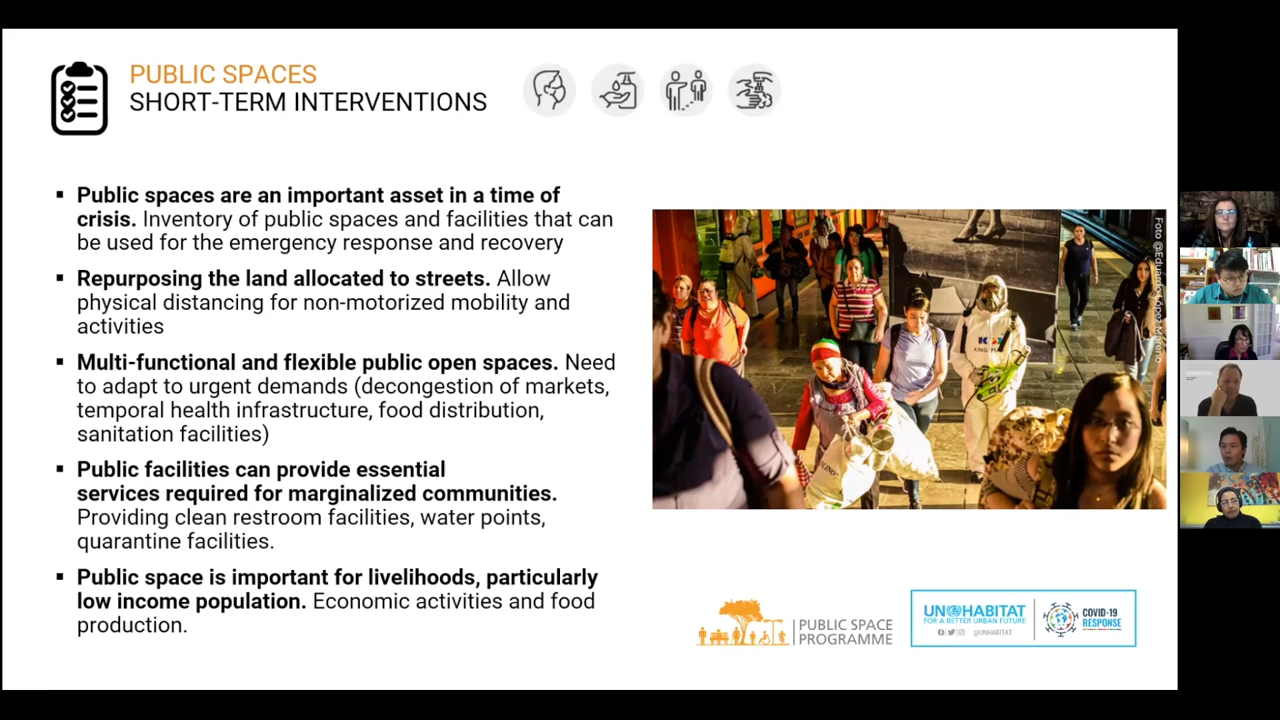 PUBLIC SPACES
SHORT-TERM INTERVENTIONS
▪ Public spaces are an important asset in a time of
crisis. Inventory of public spaces and facilities that can
be used for the emergency response and recovery
▪ Repurposing the land allocated to streets. Allow
physical distancing for non-motorized mobility and
activities
▪ Multi-functional and flexible public open spaces. Need
to adapt to urgent demands (decongestion of markets,
temporal health infrastructure, food distribution,
sanitation facilities)
▪ Public facilities can provide essential
services required for marginalized communities.
Providing clean restroom facilities, water points,
quarantine facilities.
▪ Public space is important for livelihoods, particularly
low income population. Economic activities and food
production.
Foto
Moreno
PUBLIC SPACE
PROGRAMME
UN HABITAT
FOR A BETTER URBAN FUTURE
@UNHABITAT
COVID-19
RESPONSE